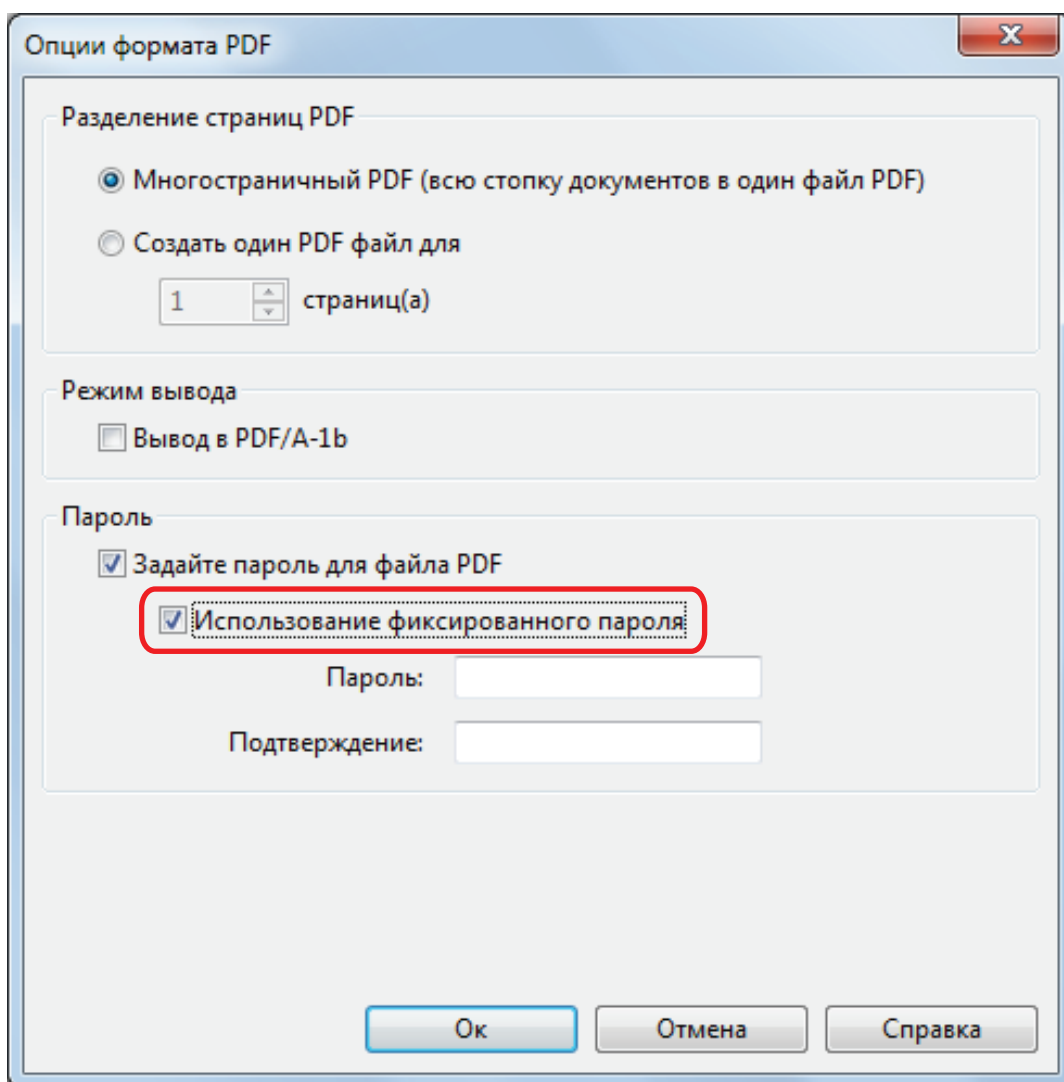 Опции формата PDF
Разделение страниц PDF
Многостраничный PDF (всю стопку документов в один файл PDF)
Создать один PDF файл для
1 страниц(а)
Режим вывода
Вывод в PDF/A-1b
Пароль
Задайте пароль для файла PDF
Использование фиксированного пароля
Пароль:
Подтверждение:
Ок Отмена Справка